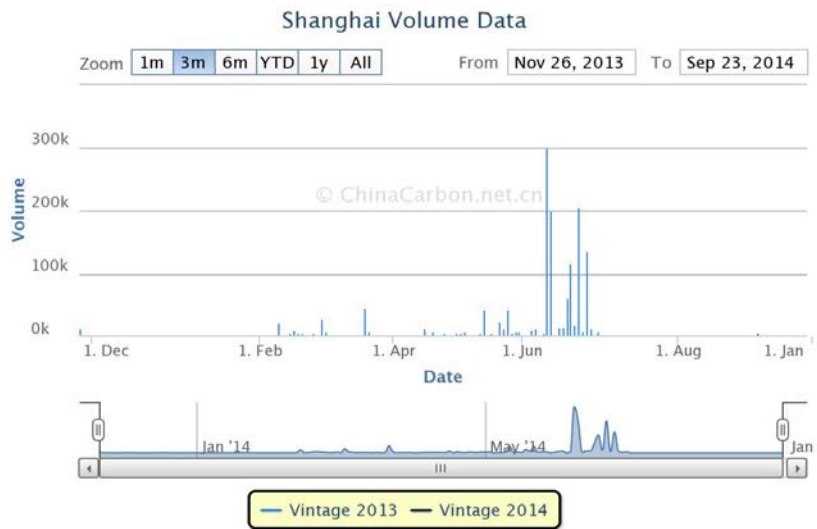 Shanghai Volume Data
Zoom 1m 3m 6m YTD 1y All From Nov 26, 2013 To Sep 23, 2014
300k
© ChinaCarbon.net.cn
200k
Volume
100k
0k
1. Dec 1. Feb 1. Apr 1. Jun 1. Aug 1. Jan
Date
Jan '14 May '14 Jan
Vintage 2013 Vintage 2014